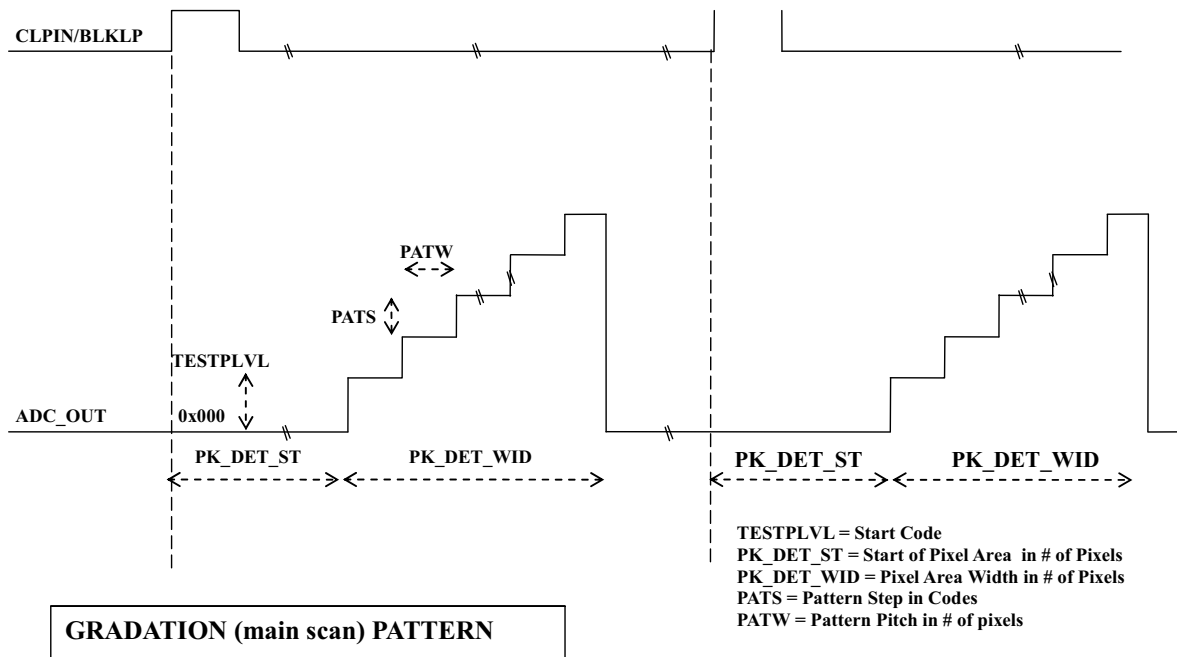 CLPIN/BLKLP
PATW
PATS
TESTPLVL
ADC_OUT
0x000
PK_DET_ST
PK_DET_WID
PK_DET_ST
PK_DET_WID
TESTPLVL = Start Code
PK_DET_ST = Start of Pixel Area in # of Pixels
PK_DET_WID = Pixel Area Width in # of Pixels
PATS = Pattern Step in Codes
PATW = Pattern Pitch in # of pixels
GRADATION (main scan) PATTERN